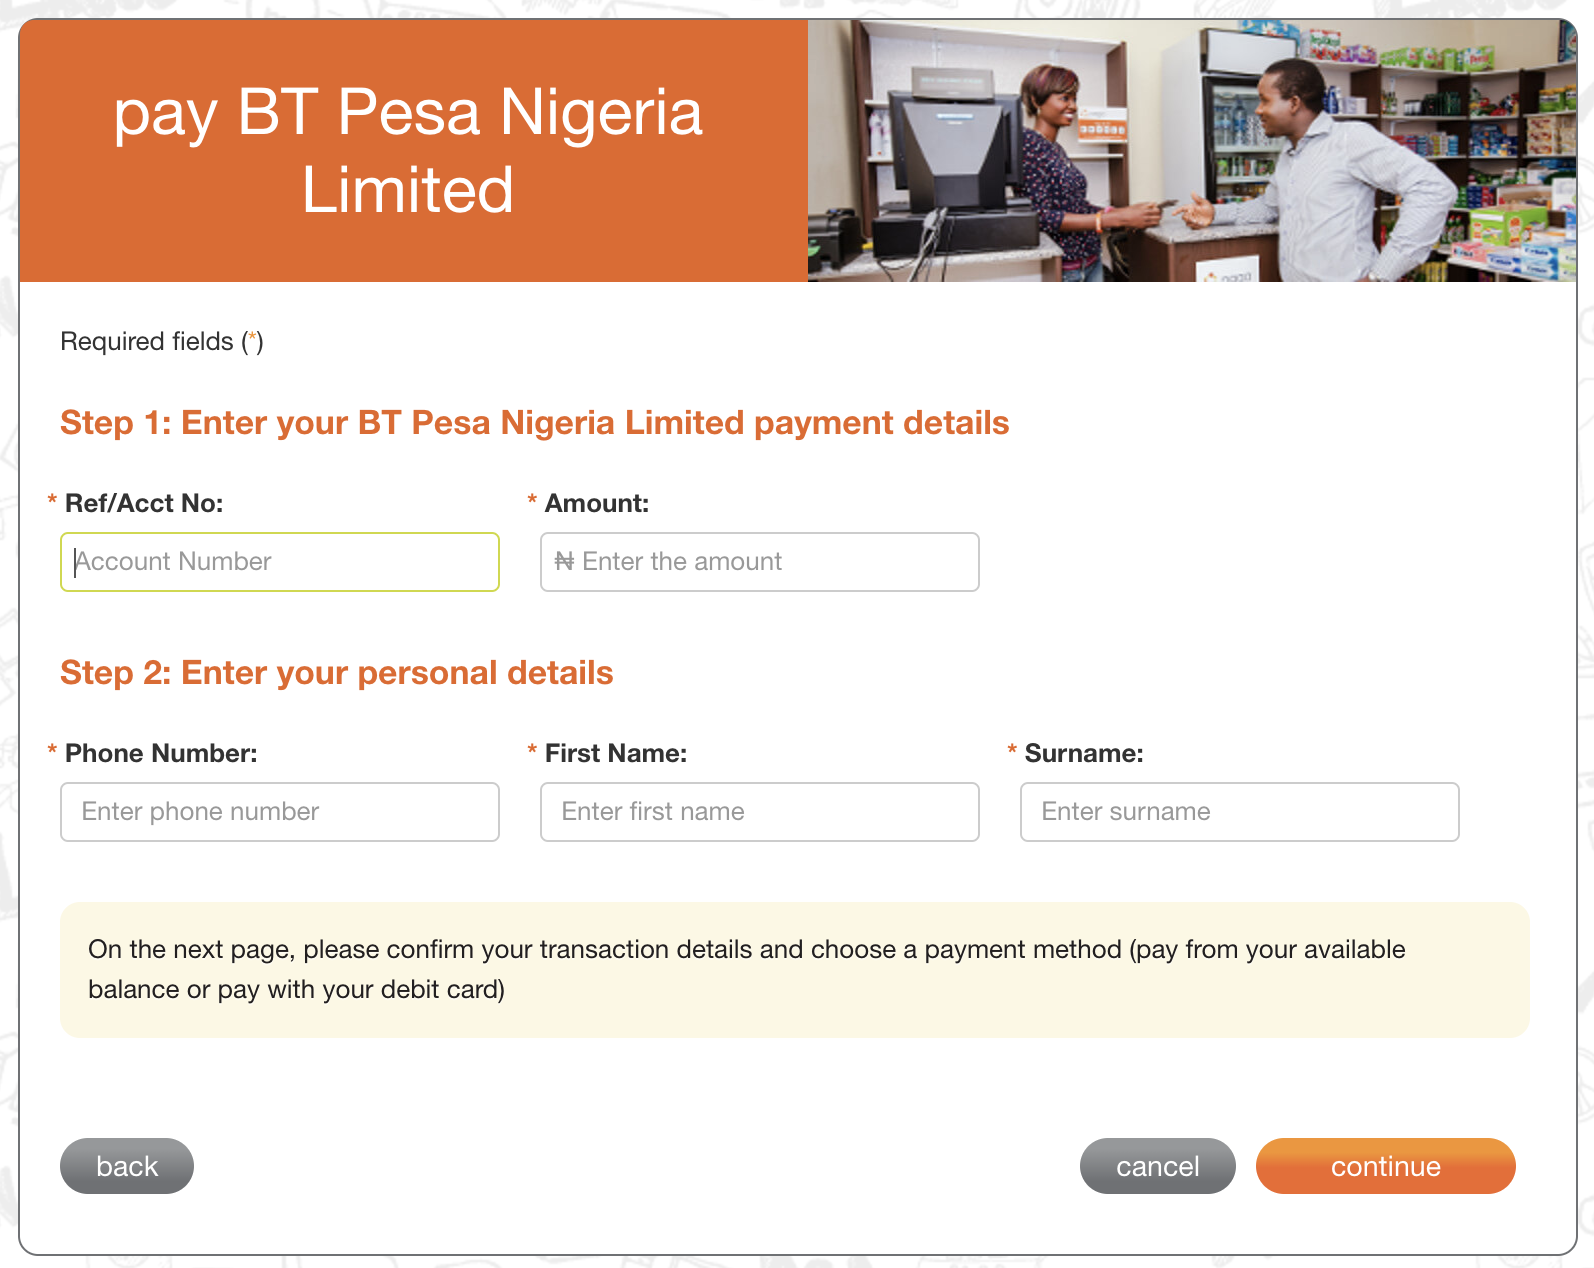 pay BT Pesa Nigeria
Limited
Required fields (*)
Step 1: Enter your BT Pesa Nigeria Limited payment details
* Ref/Acct No: * Amount:
Account Number ₦ Enter the amount
Step 2: Enter your personal details
* Phone Number: * First Name: * Surname:
Enter phone number Enter first name Enter surname
On the next page, please confirm your transaction details and choose a payment method (pay from your available
balance or pay with your debit card)
back cancel continue